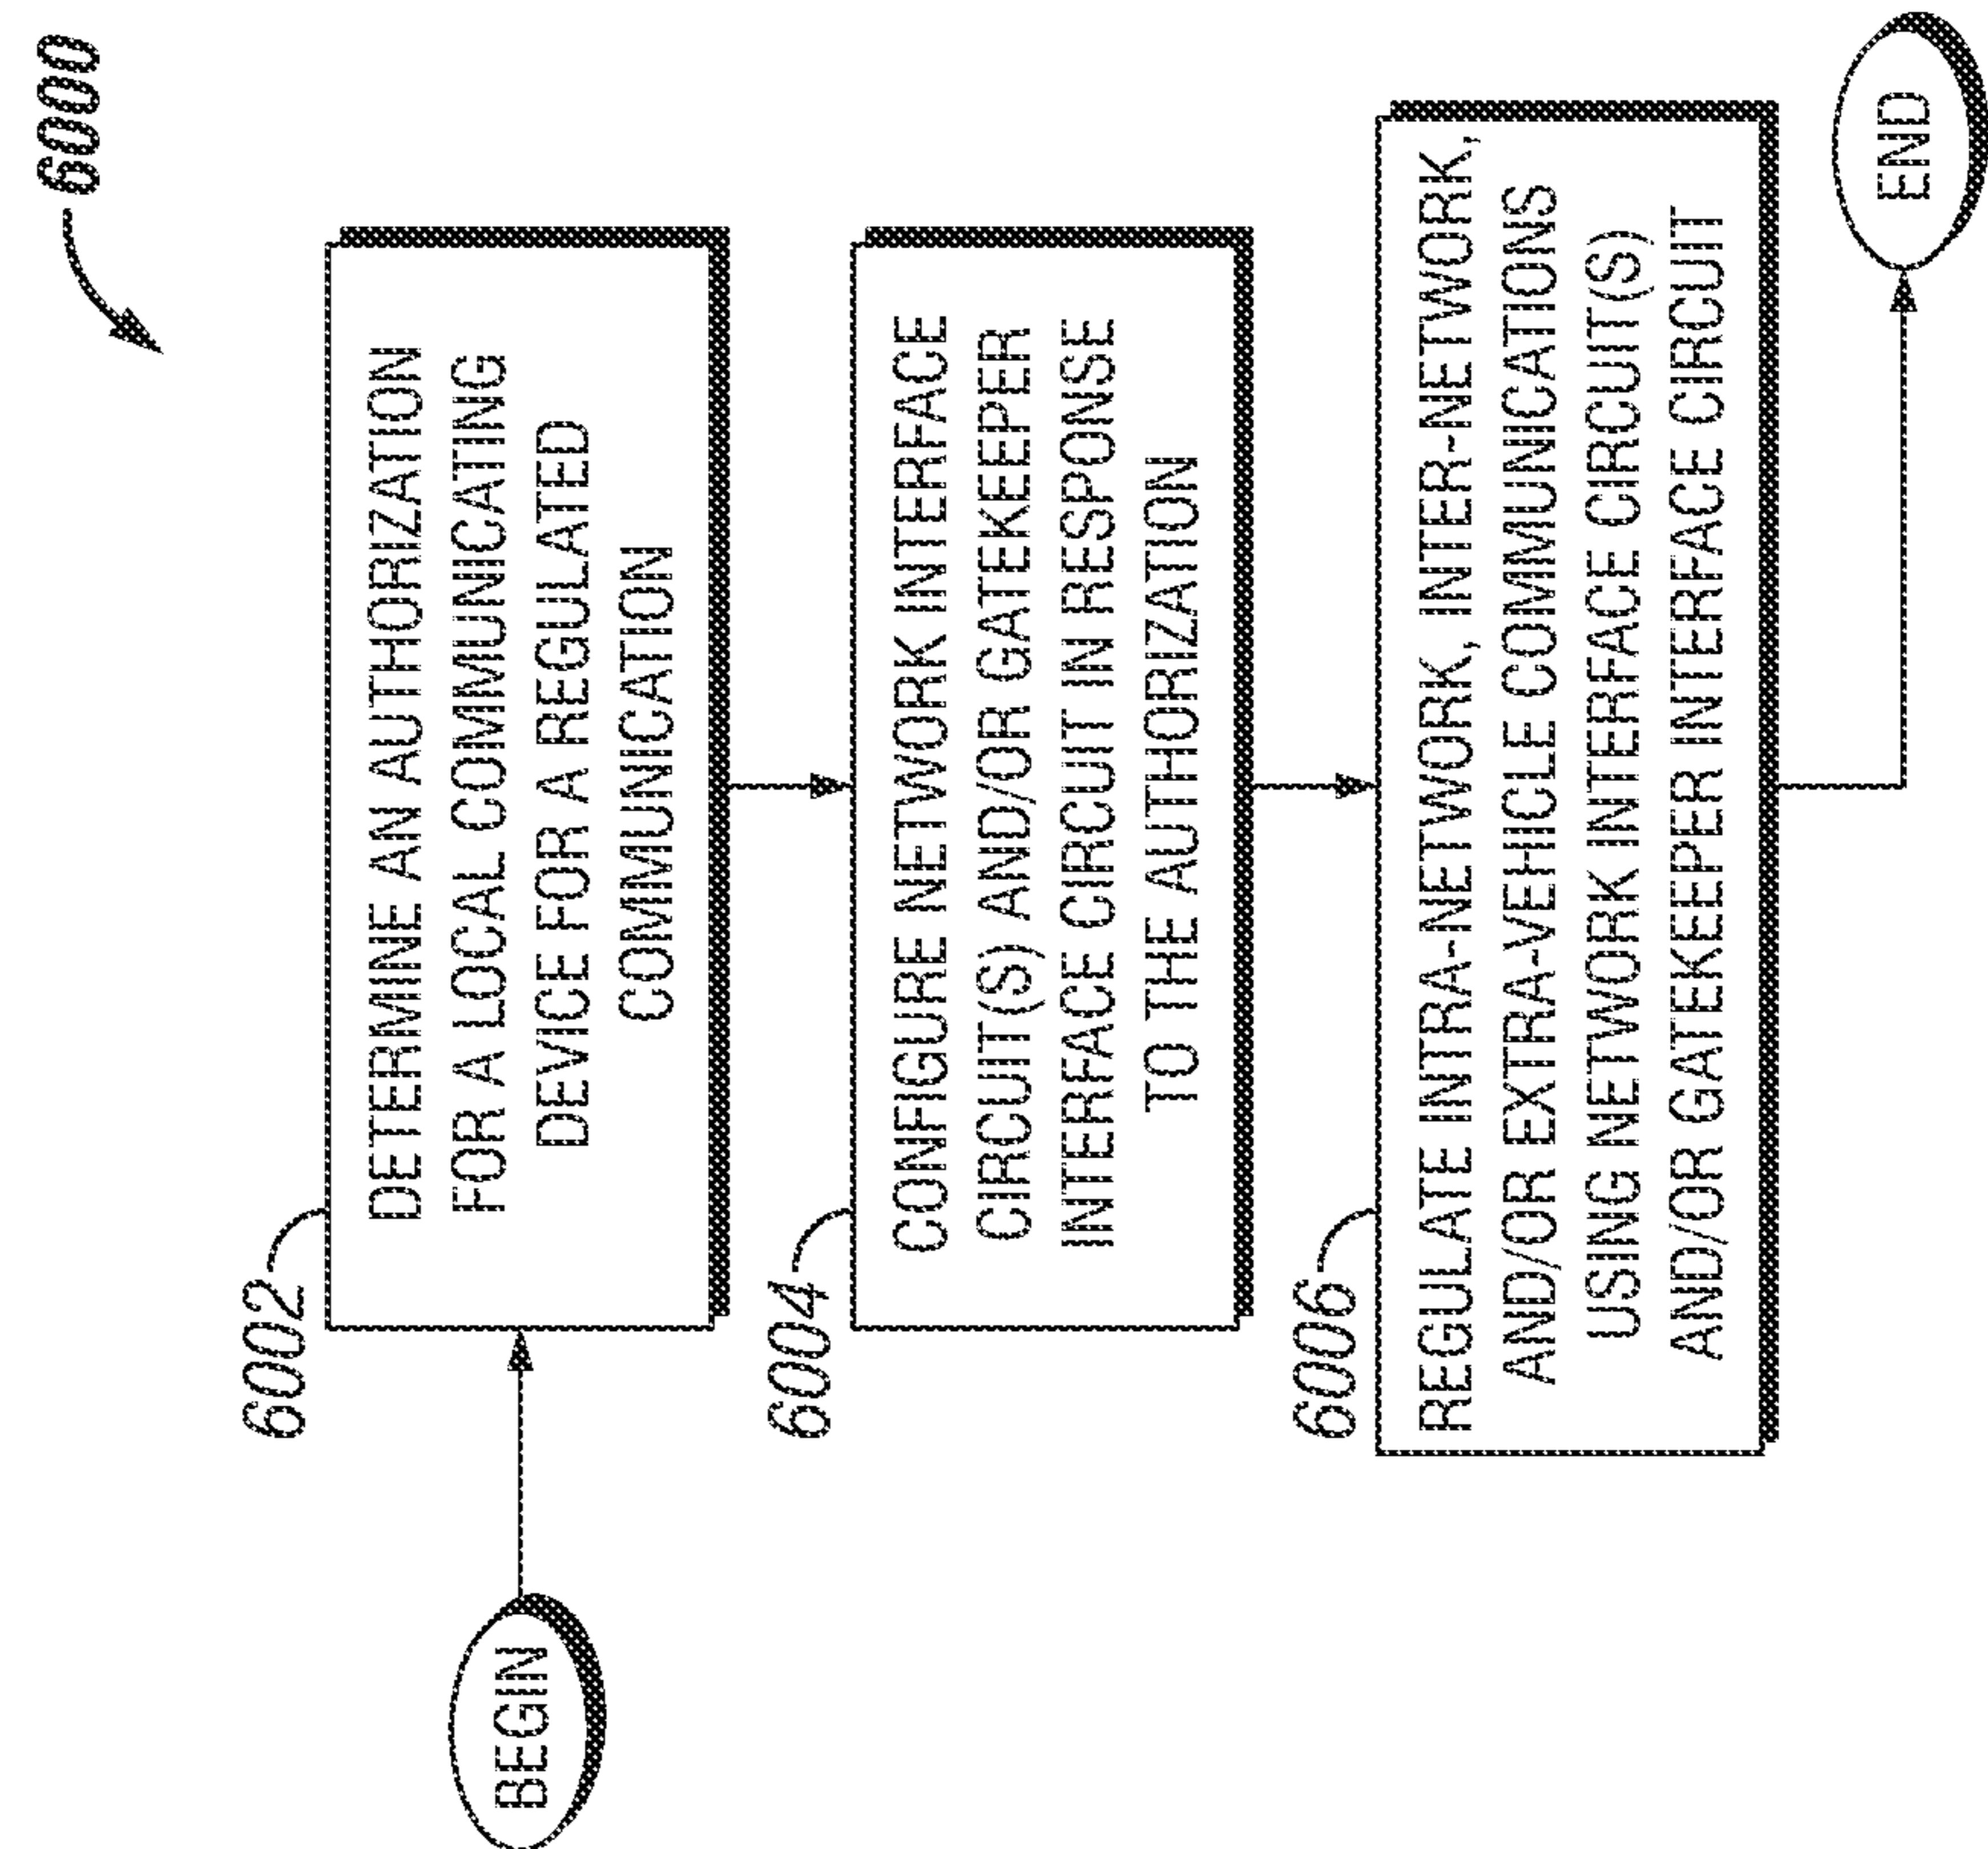 6000
BEGIN
6002
DETERMINE AN AUTHORIZATION
FOR A LOCAL COMMUNICATING
DEVICE FOR A REGULATED
COMMUNICATION
6004
CONFIGURE NETWORK INTERFACE
CIRCUIT(S) AND/OR GATEKEEPER
INTERFACE CIRCUIT IN RESPONSE
TO THE AUTHORIZATION
6006
REGULATE INTRA-NETWORK, INTER-NETWORK,
AND/OR EXTRA-VEHICLE COMMUNICATIONS
USING NETWORK INTERFACE CIRCUIT(S)
AND/OR GATEKEEPER INTERFACE CIRCUIT
END